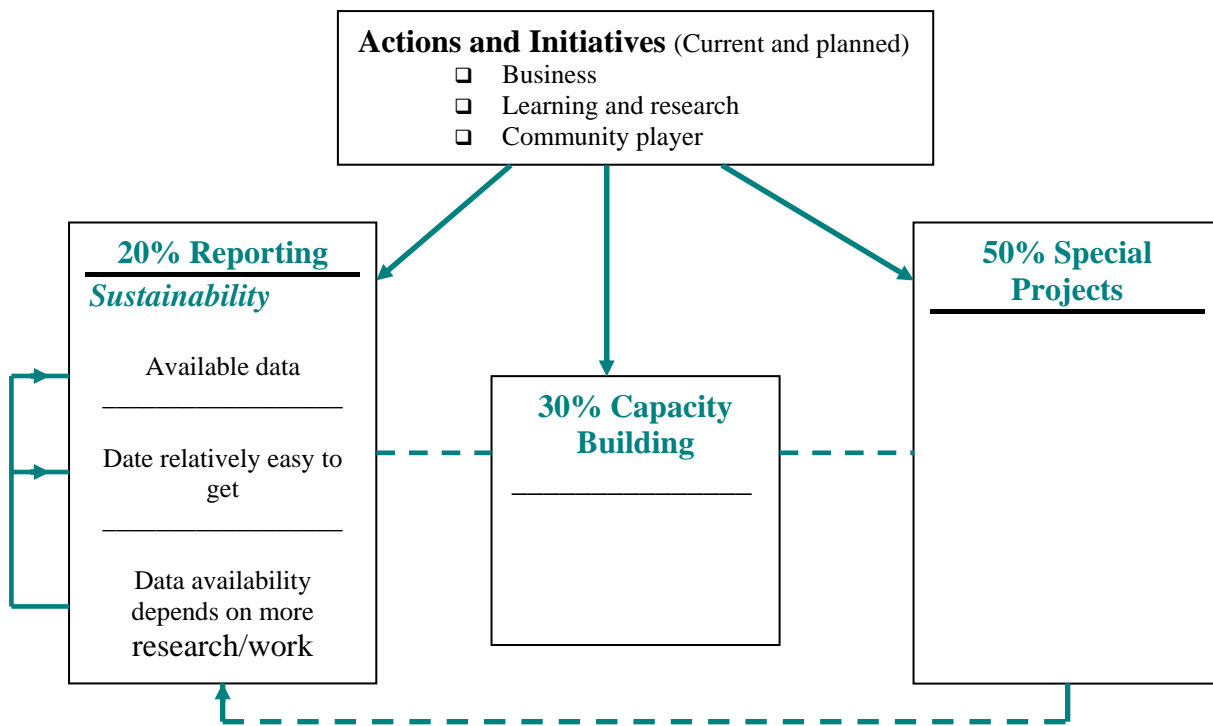 Actions and Initiatives (Current and planned)
❑ Business
❑ Learning and research
❑ Community player
20% Reporting
Sustainability
Available data
Date relatively easy to
get
Data availability
depends on more
research/work
30% Capacity
Building
50% Special
Projects